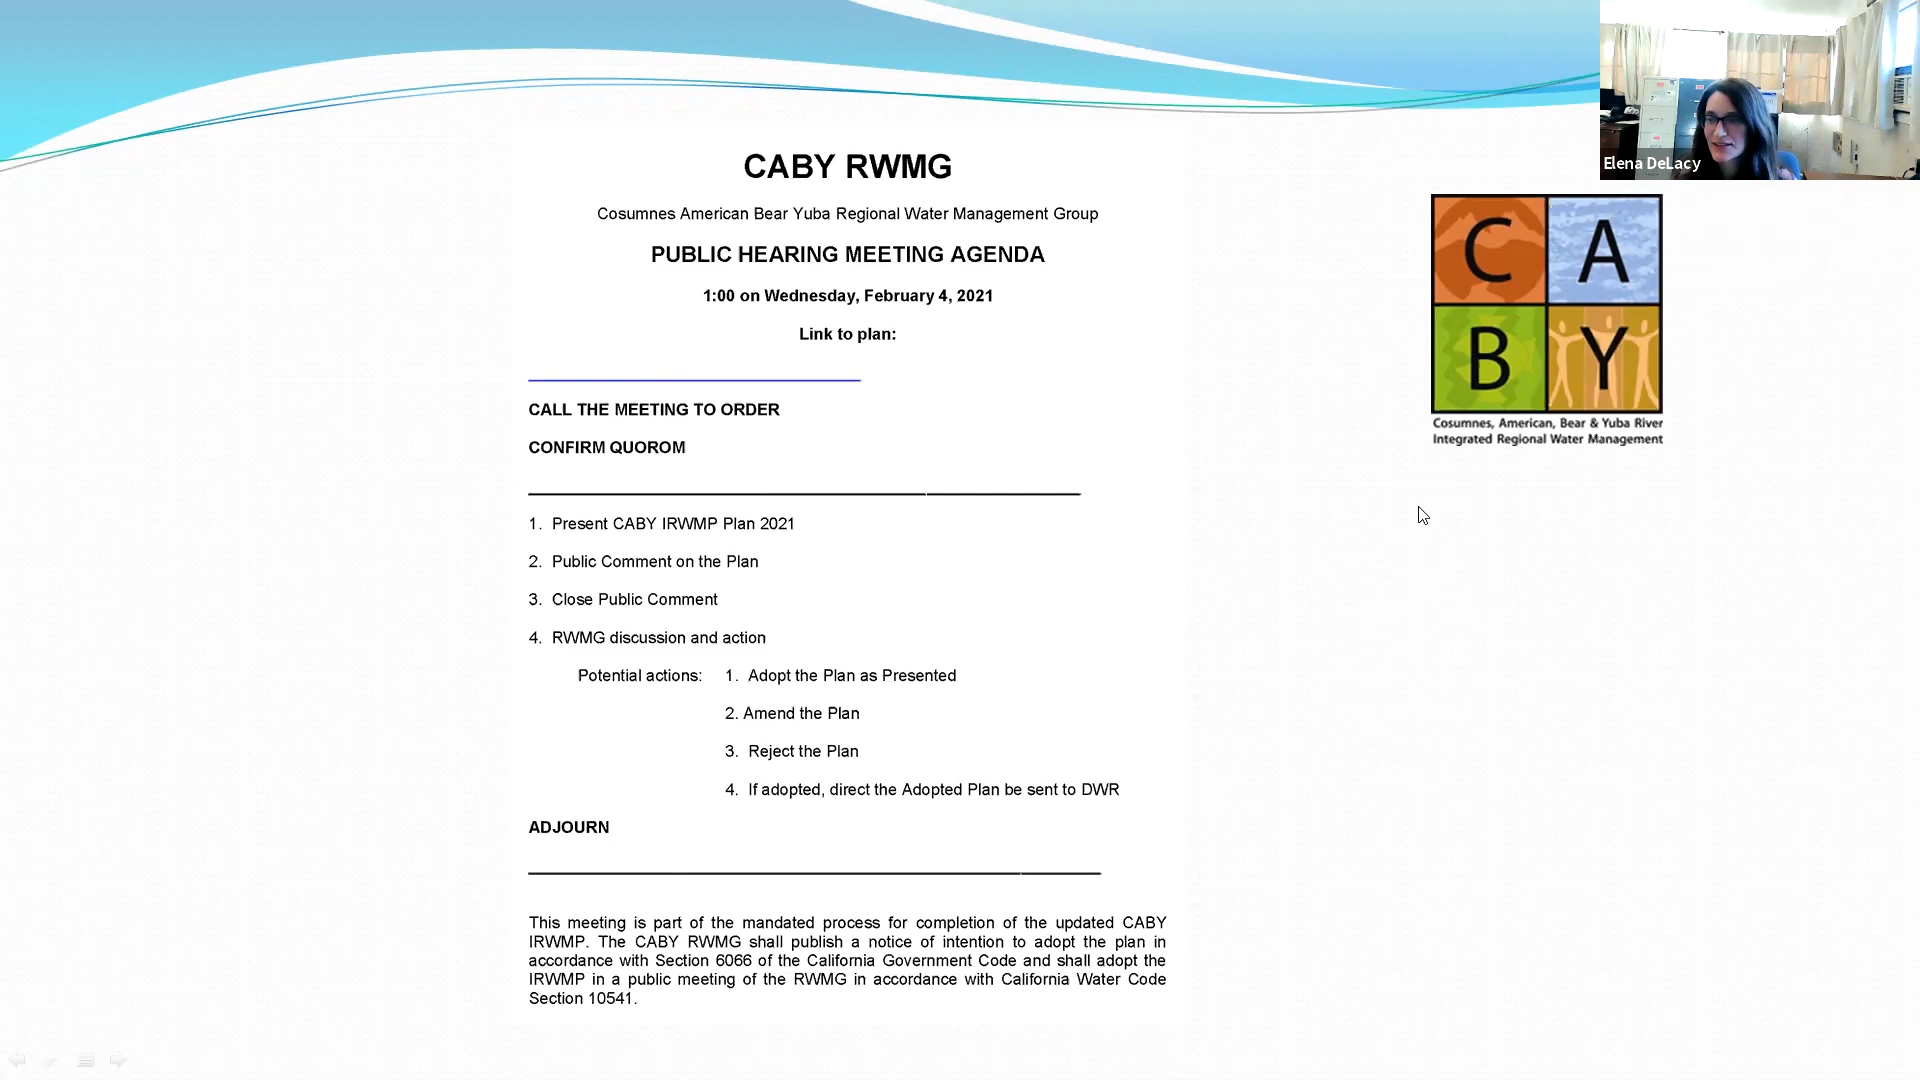 Elena DeLacy
CABY RWMG
Cosumnes American Bear Yuba Regional Water Management Group
PUBLIC HEARING MEETING AGENDA
1:00 on Wednesday, February 4, 2021
Link to plan:
CALL THE MEETING TO ORDER
CONFIRM QUOROM
1. Present CABY IRWMP Plan 2021
2. Public Comment on the Plan
3. Close Public Comment
4. RWMG discussion and action
Potential actions: 1. Adopt the Plan as Presented
2. Amend the Plan
3. Reject the Plan
4. If adopted, direct the Adopted Plan be sent to DWR
ADJOURN
This meeting is part of the mandated process for completion of the updated CABY
IRWMP. The CABY RWMG shall publish a notice of intention to adopt the plan in
accordance with Section 6066 of the California Government Code and shall adopt the
IRWMP in a public meeting of the RWMG in accordance with California Water Code
Section 10541.
C A
B Y
Cosumnes, American, Bear & Yuba River
Integrated Regional Water Management